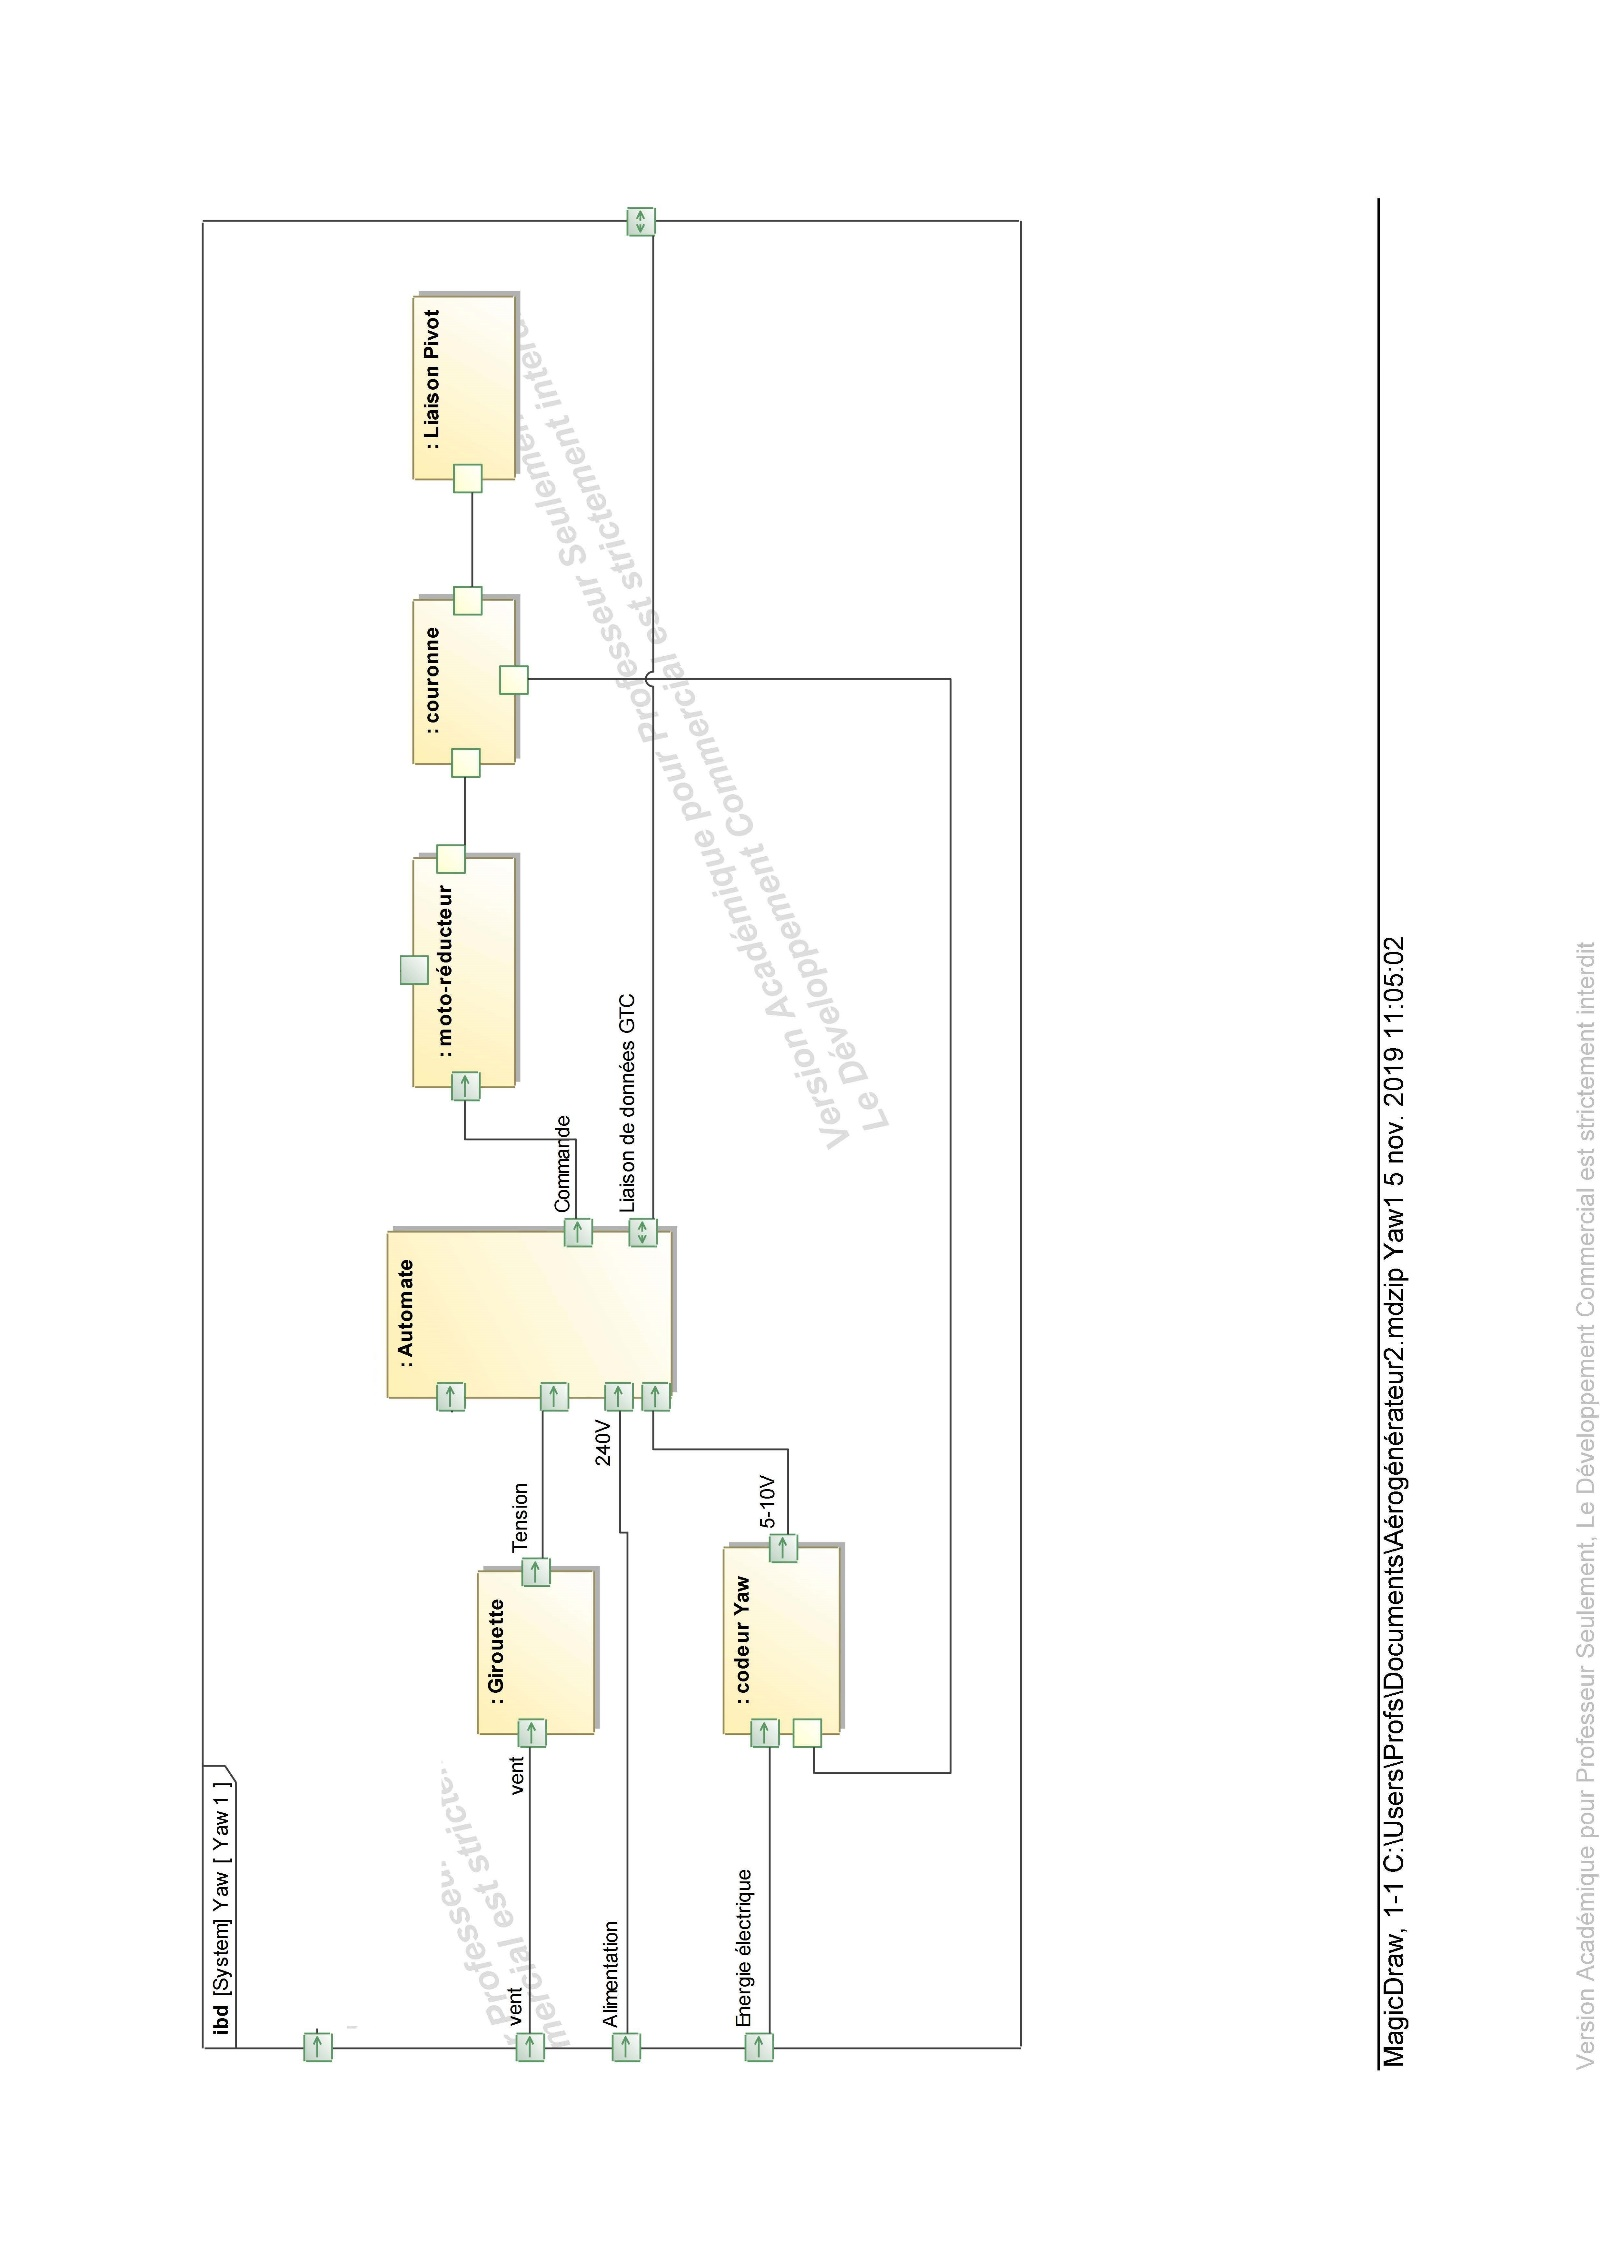 ibd [System] Yaw [ Yaw 1 ]
: Liaison Pivot
: couronne
: moto-réducteur
: Automate
Commande
Liaison de données GTC
Tension
240V
5-10V
: Girouette
: codeur Yaw
vent
vent
Alimentation
Energie électrique
Version Académique pour Professeur Seulement
Le Développement Commercial est strictement
MagicDraw, 1-1 C:\Users\Profs\Documents\Aérogénérateur2.mdzip Yaw1 5 nov. 2019 11:05:02
Version Académique pour Professeur Seulement, Le Développement Commercial est strictement interdit